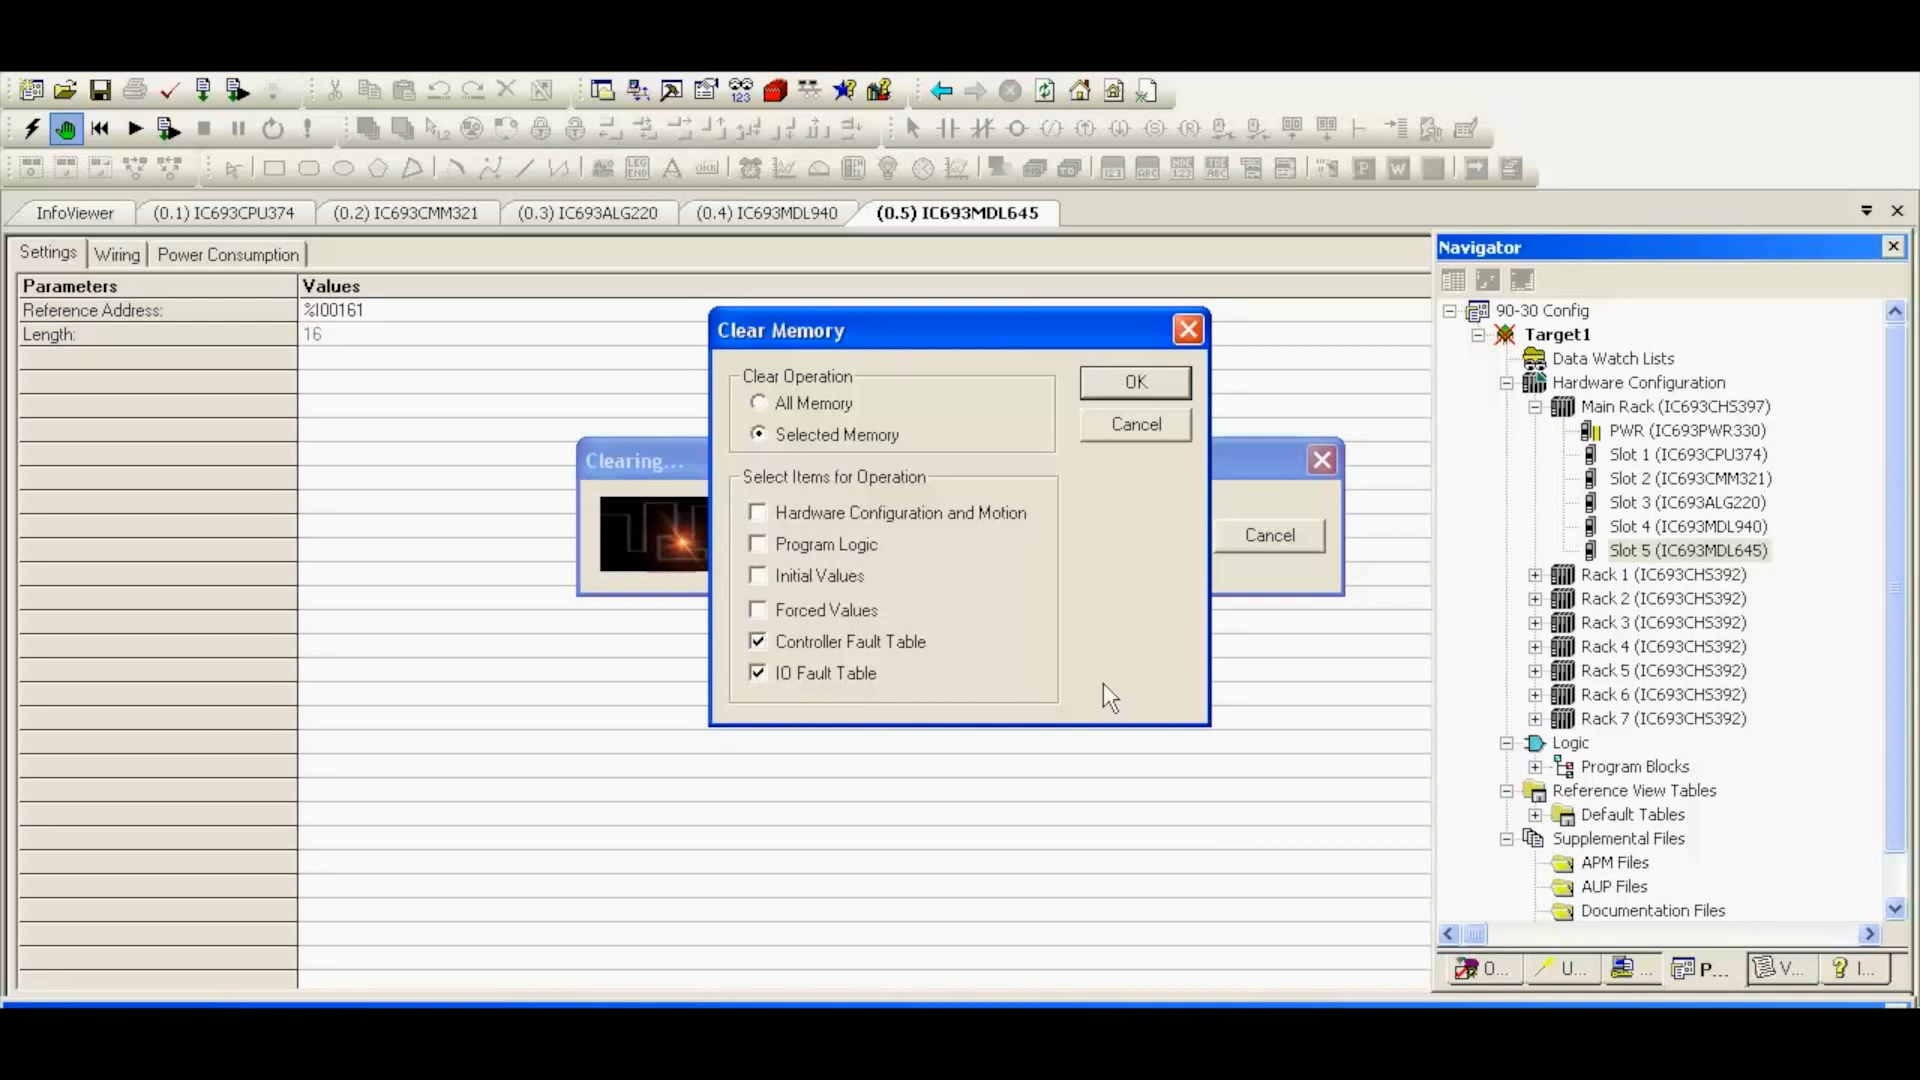 InfoViewer
(0.1) IC693CPU374
(0.2) IC693CMM321
(0.3) IC693ALG220
(0.4) IC693MDL940
(0.5) IC693MDL645
Settings
Wiring
Power Consumption
Parameters
Values
Reference Address:
%I00161
Length:
16
Clearing...
Cancel
Clear Memory
Clear Operation
All Memory
Selected Memory
OK
Cancel
Select Items for Operation
Hardware Configuration and Motion
Program Logic
Initial Values
Forced Values
Controller Fault Table
IO Fault Table
Navigator
90-30 Config
Target1
Data Watch Lists
Hardware Configuration
Main Rack (IC693CHS397)
PWR (IC693PWR330)
Slot 1 (IC693CPU374)
Slot 2 (IC693CMM321)
Slot 3 (IC693ALG220)
Slot 4 (IC693MDL940)
Slot 5 (IC693MDL645)
Rack 1 (IC693CHS392)
Rack 2 (IC693CHS392)
Rack 3 (IC693CHS392)
Rack 4 (IC693CHS392)
Rack 5 (IC693CHS392)
Rack 6 (IC693CHS392)
Rack 7 (IC693CHS392)
Logic
Program Blocks
Reference View Tables
Default Tables
Supplemental Files
APM Files
AUP Files
Documentation Files
O...
U...
...
P...
V...
I...